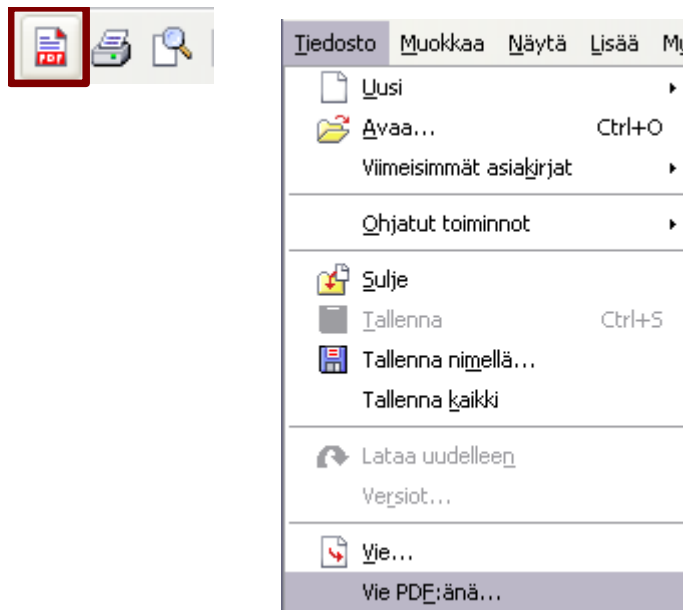 PDF
Tiedosto Muokkaa Näytä Lisää
Uusi
Avaa... Ctrl+O
Viimeisimmät asiakirjat
Ohjatut toiminnot
Sulje
Tallenna Ctrl+S
Tallenna nimellä...
Tallenna kaikki
Lataa uudelleen
Versiot...
Vie...
Vie PDF:änä...